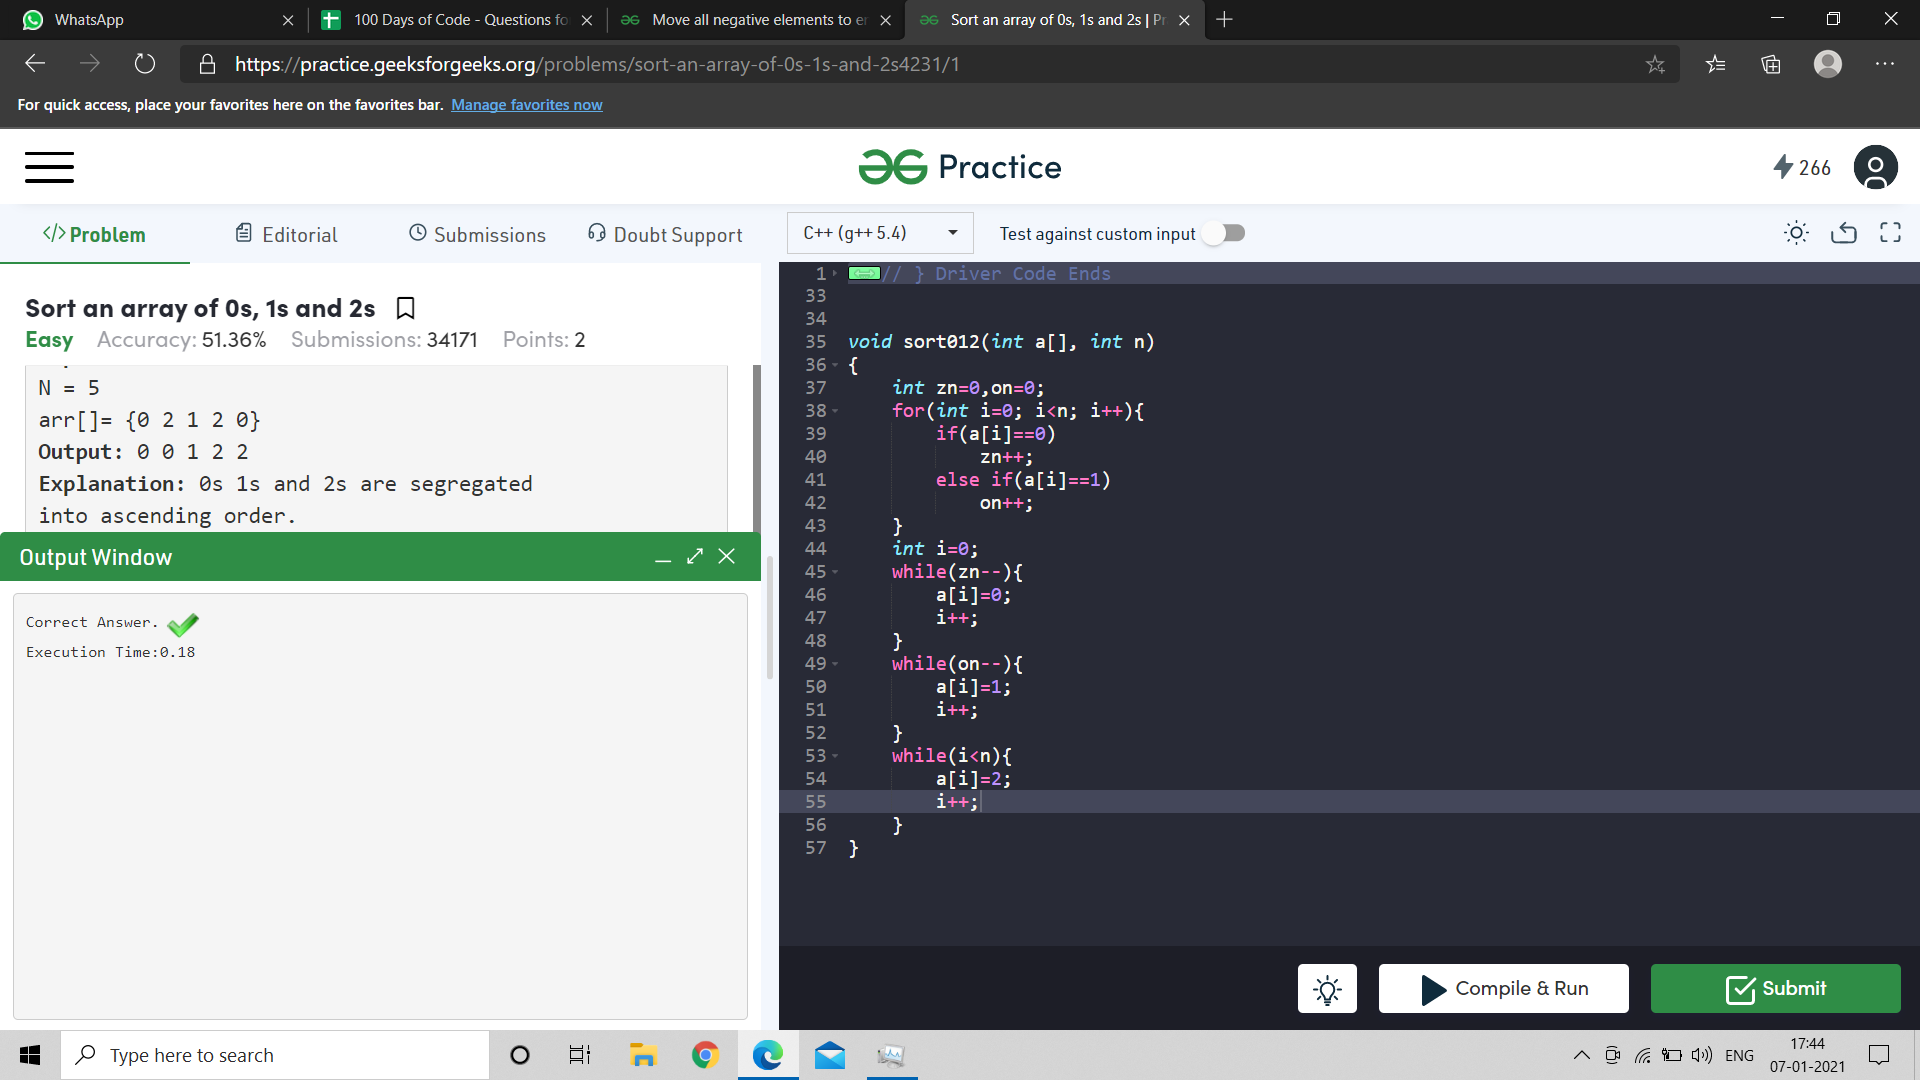 WhatsApp
100 Days of Code - Questions fo
Move all negative elements to e
Sort an array of 0s, 1s and 2s | Pr
https://practice.geeksforgeeks.org/problems/sort-an-array-of-0s-1s-and-2s4231/1
For quick access, place your favorites here on the favorites bar. Manage favorites now
Practice
266
</> Problem
Editorial
Submissions
Doubt Support
C++ (g++ 5.4)
Test against custom input
Sort an array of 0s, 1s and 2s
Easy Accuracy: 51.36% Submissions: 34171 Points: 2
N = 5
arr[]= {0 2 1 2 0}
Output: 0 0 1 2 2
Explanation: 0s 1s and 2s are segregated
into ascending order.
Output Window
Correct Answer.
Execution Time:0.18
1 // } Driver Code Ends
33
34
35 void sort012(int a[], int n)
36 {
37 int zn=0,on=0;
38 for(int i=0; i<n; i++){
39 if(a[i]==0)
40 zn++;
41 else if(a[i]==1)
42 on++;
43 }
44 int i=0;
45 while(zn--){
46 a[i]=0;
47 i++;
48 }
49 while(on--){
50 a[i]=1;
51 i++;
52 }
53 while(i<n){
54 a[i]=2;
55 i++;
56 }
57 }
Compile & Run
Submit
Type here to search
ENG
17:44
07-01-2021